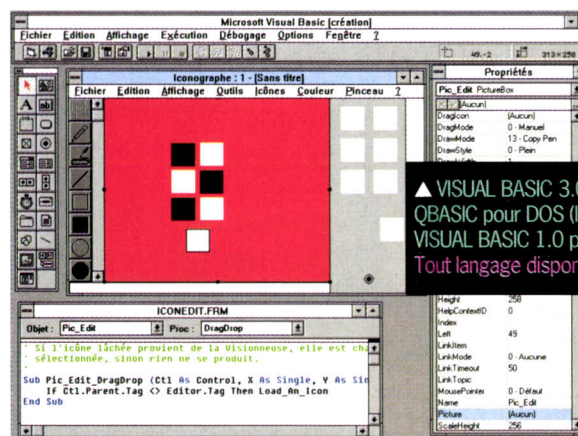 Microsoft Visual Basic [création]
Fichier Edition Affichage Exécution Débogage Options Fenêtre ?
49,-2 313×258
Iconographe : 1 - [Sans titre]
Fichier Edition Affichage Outils Icônes Couleur Pinceau ?
Propriétés
Pic_Edit PictureBox
(Aucun)
DragIcon (Aucun)
DragMode 0 - Manuel
DrawMode 13 - Copy Pen
DrawStyle 0 - Plein
▲ VISUAL BASIC 3.0
QBASIC pour DOS (
VISUAL BASIC 1.0 p
Tout langage dispon
Height 258
HelpContextID 0
Index
Left 49
LinkItem
LinkMode 0 - Aucune
LinkTimeout 50
LinkTopic
MousePointer 0 - Défaut
Name Pic_Edit
Picture (Aucun)
ScaleHeight 256
ICONEDIT.FRM
Objet : Pic_Edit Proc : DragDrop
' Si l'icône lâchée provient de la Visionneuse, elle est cha
' sélectionnée, sinon rien ne se produit.
Sub Pic_Edit_DragDrop (Ctl As Control, X As Single, Y As Sin
If Ctl.Parent.Tag <> Editor.Tag Then Load_An_Icon
End Sub